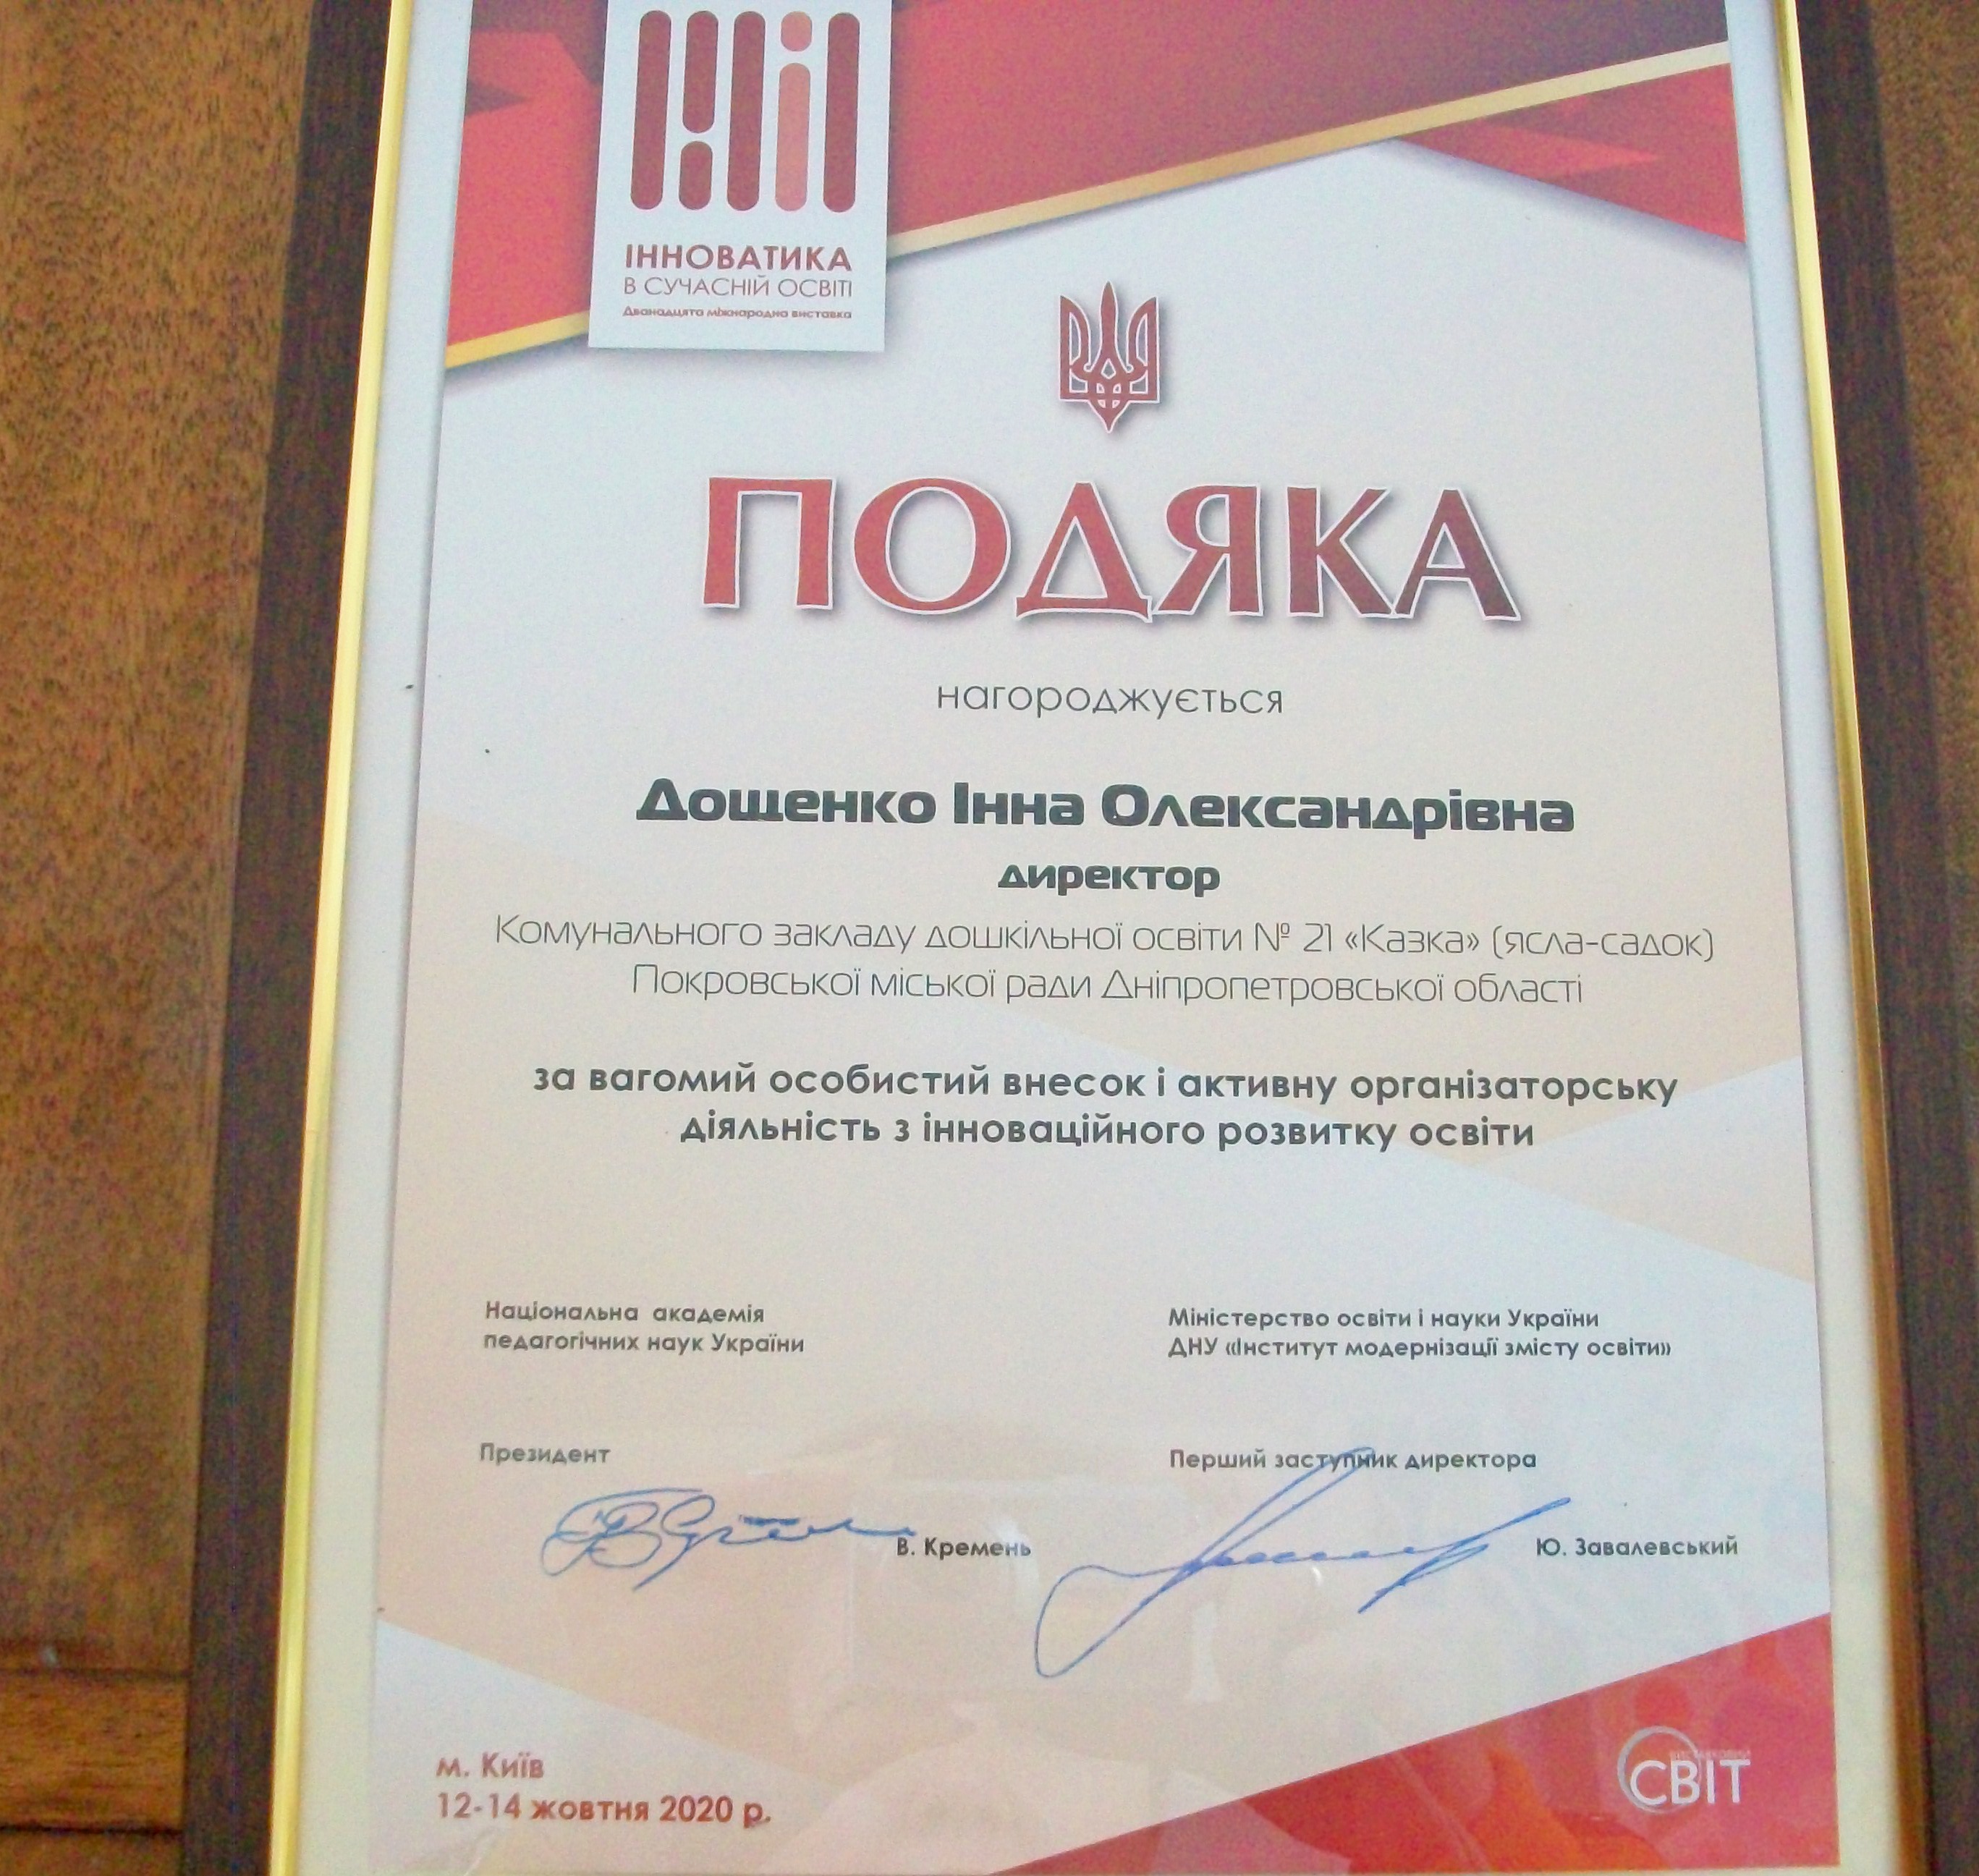 ІННОВАТИКА
В СУЧАСНІЙ ОСВІТІ
Дванадцята міжнародна виставка
ПОДЯКА
нагороджується
Дощенко Інна Олександрівна
директор
Комунального закладу дошкільної освіти № 21 «Казка» (ясла-садок)
Покровської міської ради Дніпропетровської області
за вагомий особистий внесок і активну організаторську
діяльність з інноваційного розвитку освіти
Національна академія
педагогічних наук України
Президент
В. Кремень
Міністерство освіти і науки України
ДНУ «Інститут модернізації змісту освіти»
Перший заступник директора
Ю. Завалевський
м. Київ
12-14 жовтня 2020 р.
СВІТ